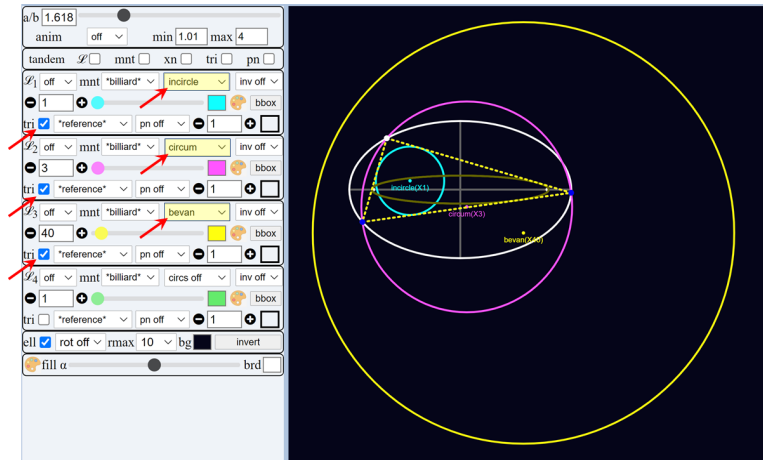 a/b 1.618
anim off min 1.01 max 4
tandem ℒ mnt xn tri pn
ℒ1 off mnt *billiard* incircle inv off
1 bbox
tri *reference* pn off 1
ℒ2 off mnt *billiard* circum inv off
3 bbox
tri *reference* pn off 1
ℒ3 off mnt *billiard* bevan inv off
40 bbox
tri *reference* pn off 1
ℒ4 off mnt *billiard* circs off inv off
1 bbox
tri *reference* pn off 1
ell rot off rmax 10 bg invert
fill α brd
incircle(X1)
circum(X3)
bevan(X40)